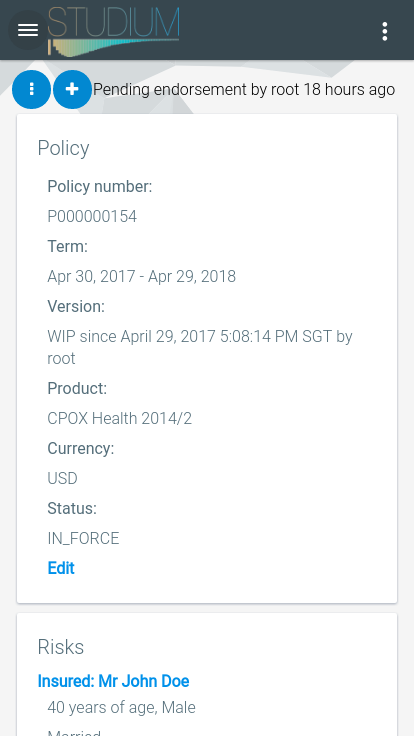 STUDIUM
Pending endorsement by root 18 hours ago
Policy
Policy number:
P000000154
Term:
Apr 30, 2017 - Apr 29, 2018
Version:
WIP since April 29, 2017 5:08:14 PM SGT by
root
Product:
CPOX Health 2014/2
Currency:
USD
Status:
IN_FORCE
Edit
Risks
Insured: Mr John Doe
40 years of age, Male
Married